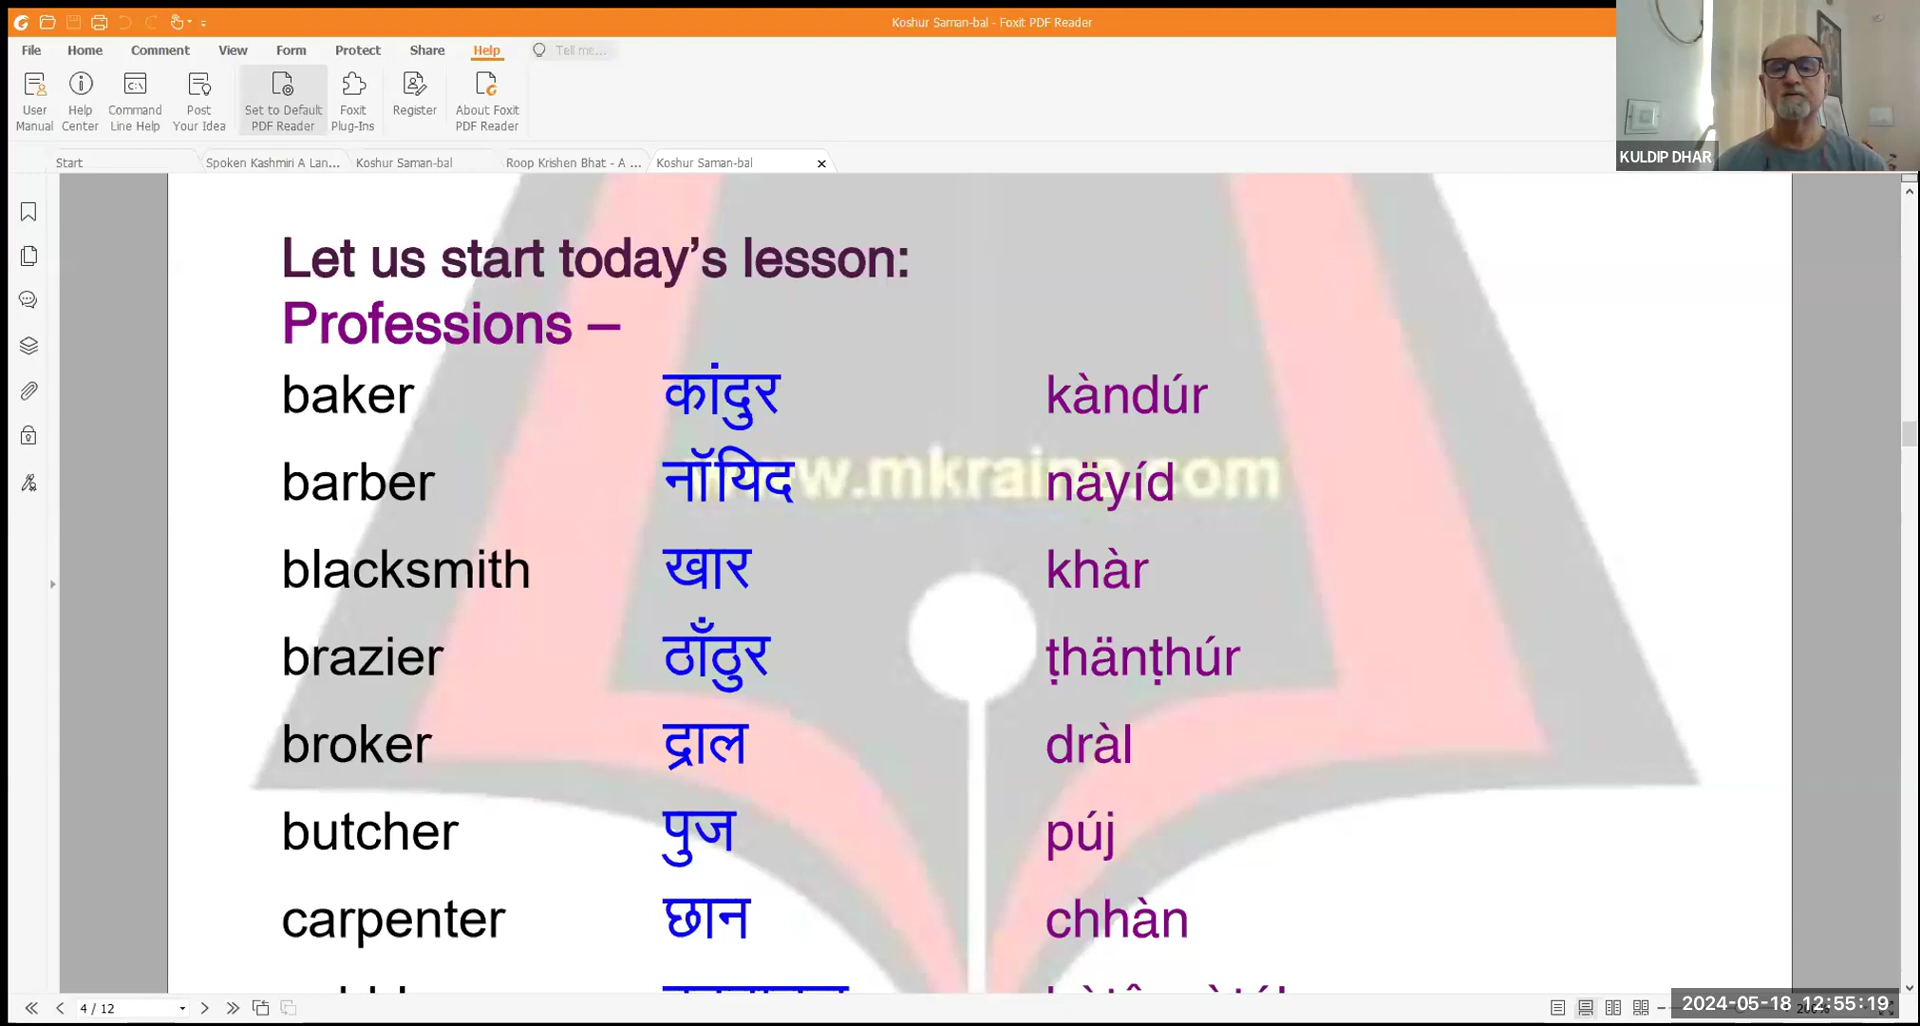 Koshur Saman-bal - Foxit PDF Reader
File Home Comment View Form Protect Share Help Tell me...
User Manual
Help Center
Command Line Help
Post Your Idea
Set to Default PDF Reader
Foxit Plug-Ins
Register
About Foxit PDF Reader
KULDIP DHAR
Start Spoken Kashmiri A Lan... Koshur Saman-bal Roop Krishen Bhat - A ... Koshur Saman-bal
Let us start today’s lesson:
Professions –
baker कांदुर kàndúr
barber नॉयिद näyíd
blacksmith खार khàr
brazier ठाँठुर ṭhänṭhúr
broker द्राल dràl
butcher पुज púj
carpenter छान chhàn
4 / 12
2024-05-18 12:55:19